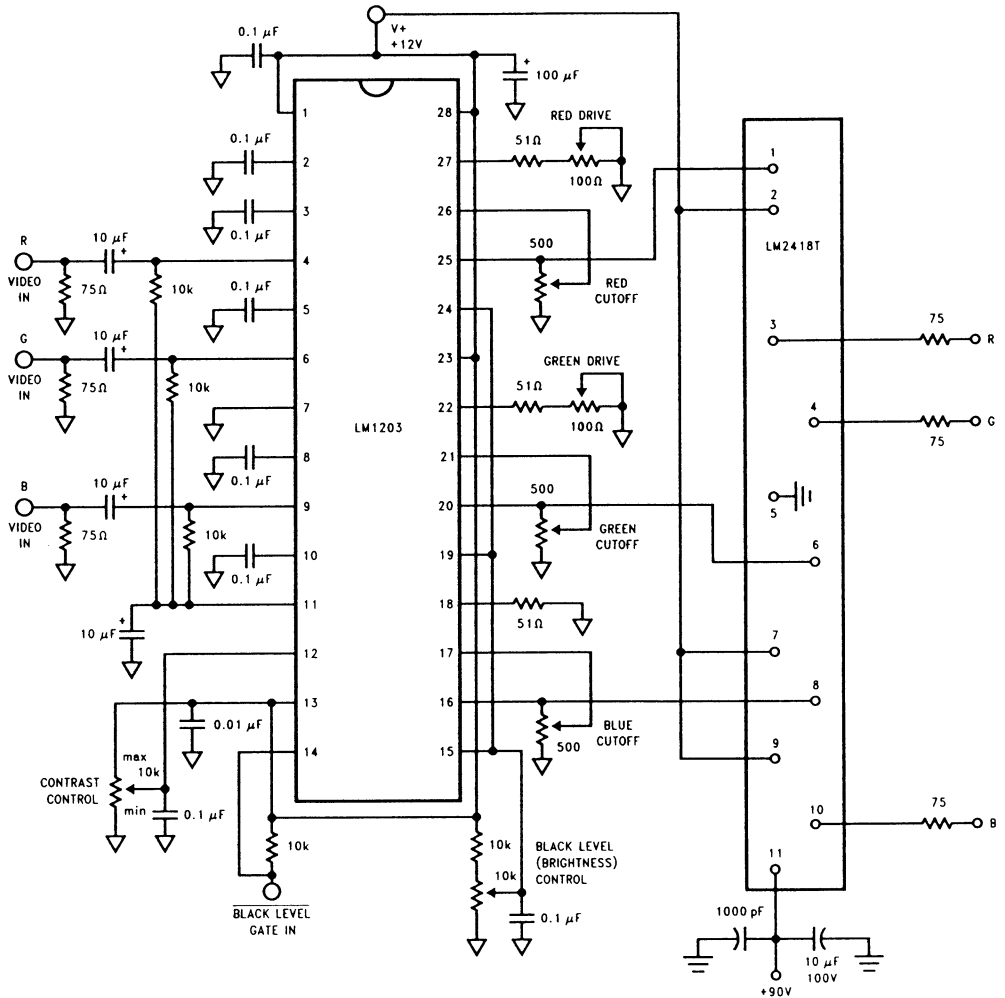 0.1 µF
V+
+12V
+
100 µF
1
28
RED DRIVE
0.1 µF
51Ω
2
27
100Ω
1
2
3
26
0.1 µF
LM2418T
R
10 µF
+
4
25
500
VIDEO
IN
75Ω
10k
0.1 µF
RED
CUTOFF
5
24
G
10 µF
+
3
75
R
6
23
VIDEO
IN
75Ω
10k
GREEN DRIVE
51Ω
7
22
100Ω
LM1203
4
G
75
8
21
0.1 µF
B
10 µF
+
9
20
500
5
VIDEO
IN
75Ω
10k
GREEN
CUTOFF
6
10
19
0.1 µF
11
18
51Ω
+
10 µF
12
17
7
13
16
8
0.01 µF
BLUE
CUTOFF
500
14
15
9
max
10k
CONTRAST
CONTROL
min
0.1 µF
10
75
B
10k
10k
BLACK LEVEL
(BRIGHTNESS)
CONTROL
10k
11
BLACK LEVEL
GATE IN
0.1 µF
1000 pF
10 µF
100V
+90V